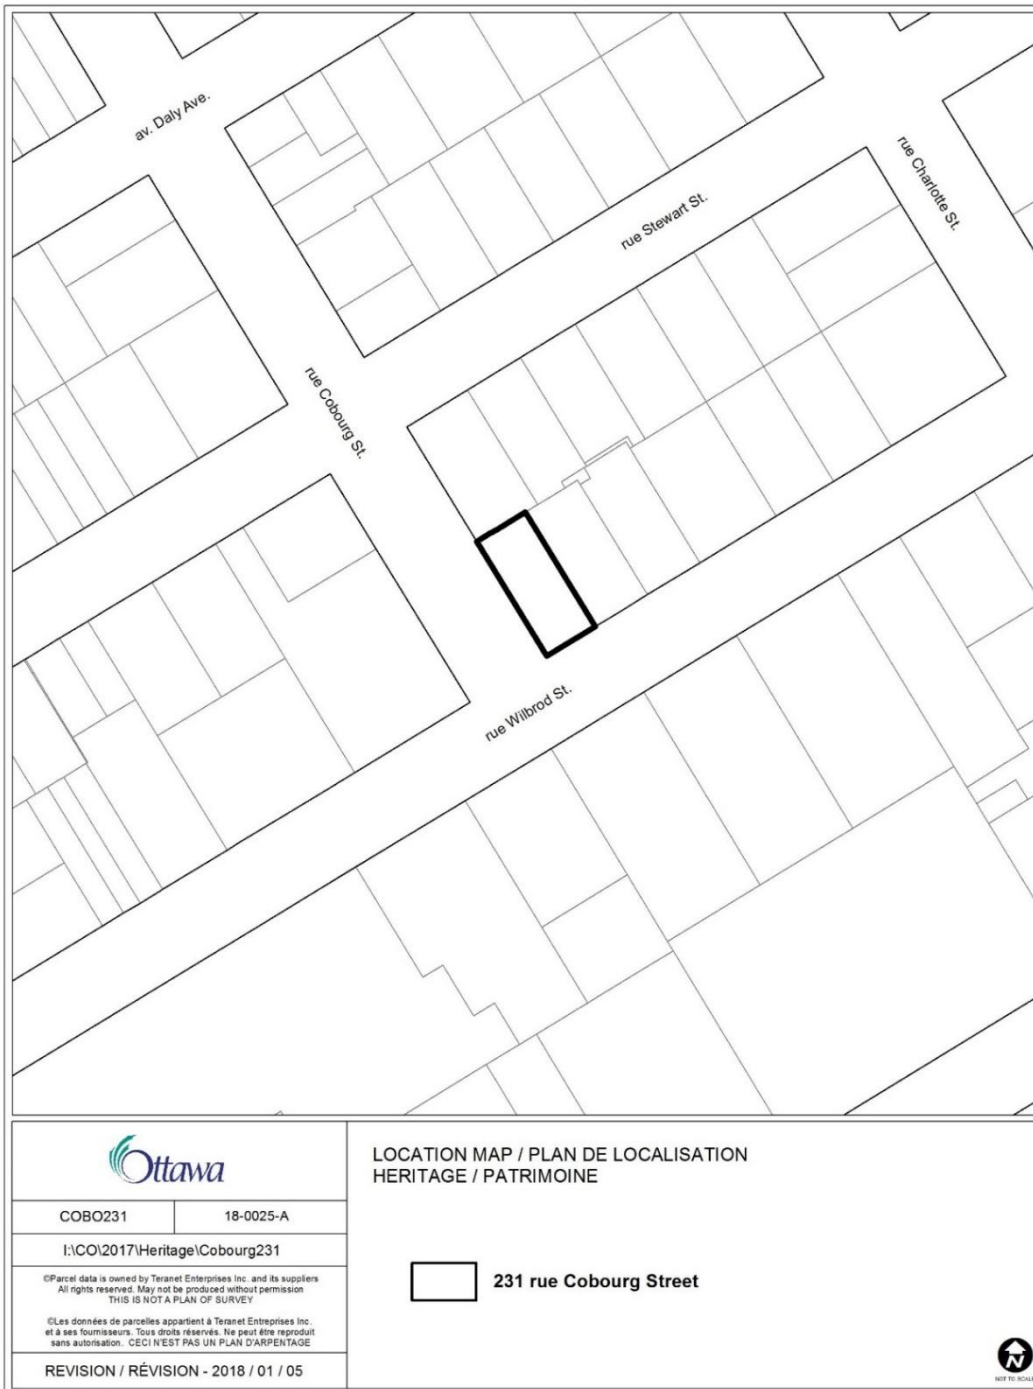 av. Daly Ave.
rue Charlotte St.
rue Stewart St.
rue Cobourg St.
rue Wilbrod St.
Ottawa
COBO231
18-0025-A
I:\CO\2017\Heritage\Cobourg231
©Parcel data is owned by Teranet Enterprises Inc. and its suppliers
All rights reserved. May not be produced without permission
THIS IS NOT A PLAN OF SURVEY
©Les données de parcelles appartient à Teranet Entreprises Inc.
et à ses fournisseurs. Tous droits réservés. Ne peut être reproduit
sans autorisation. CECI N'EST PAS UN PLAN D'ARPENTAGE
REVISION / RÉVISION - 2018 / 01 / 05
LOCATION MAP / PLAN DE LOCALISATION
HERITAGE / PATRIMOINE
231 rue Cobourg Street
N
NOT TO SCALE